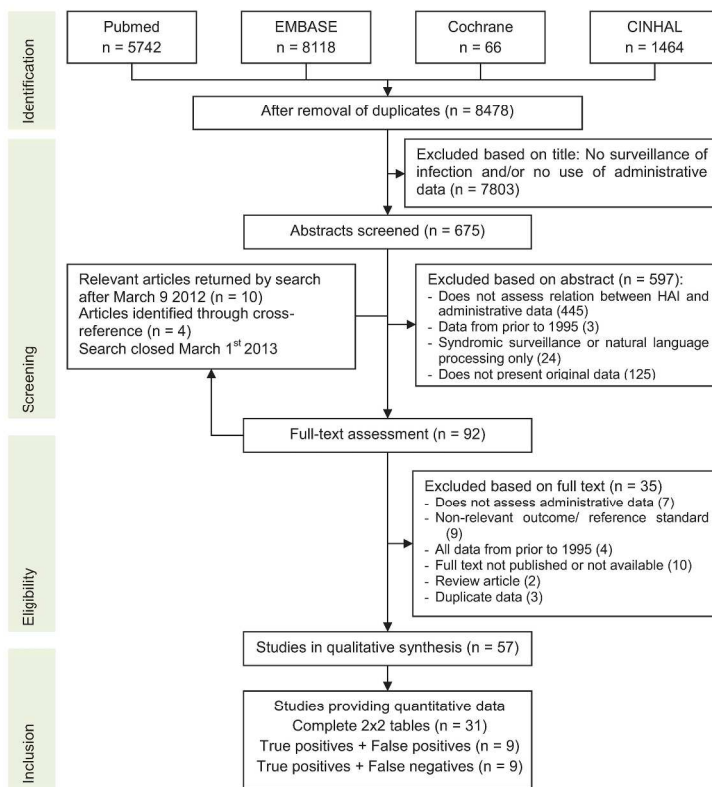 Pubmed
n = 5742
EMBASE
n = 8118
Cochrane
n = 66
CINHAL
n = 1464
Identification
After removal of duplicates (n = 8478)
Excluded based on title: No surveillance of
infection and/or no use of administrative
data (n = 7803)
Screening
Abstracts screened (n = 675)
Relevant articles returned by search
after March 9 2012 (n = 10)
Articles identified through cross-
reference (n = 4)
Search closed March 1st 2013
Excluded based on abstract (n = 597):
- Does not assess relation between HAI and
administrative data (445)
- Data from prior to 1995 (3)
- Syndromic surveillance or natural language
processing only (24)
- Does not present original data (125)
Full-text assessment (n = 92)
Eligibility
Excluded based on full text (n = 35)
- Does not assess administrative data (7)
- Non-relevant outcome/ reference standard
(9)
- All data from prior to 1995 (4)
- Full text not published or not available (10)
- Review article (2)
- Duplicate data (3)
Studies in qualitative synthesis (n = 57)
Inclusion
Studies providing quantitative data
Complete 2x2 tables (n = 31)
True positives + False positives (n = 9)
True positives + False negatives (n = 9)